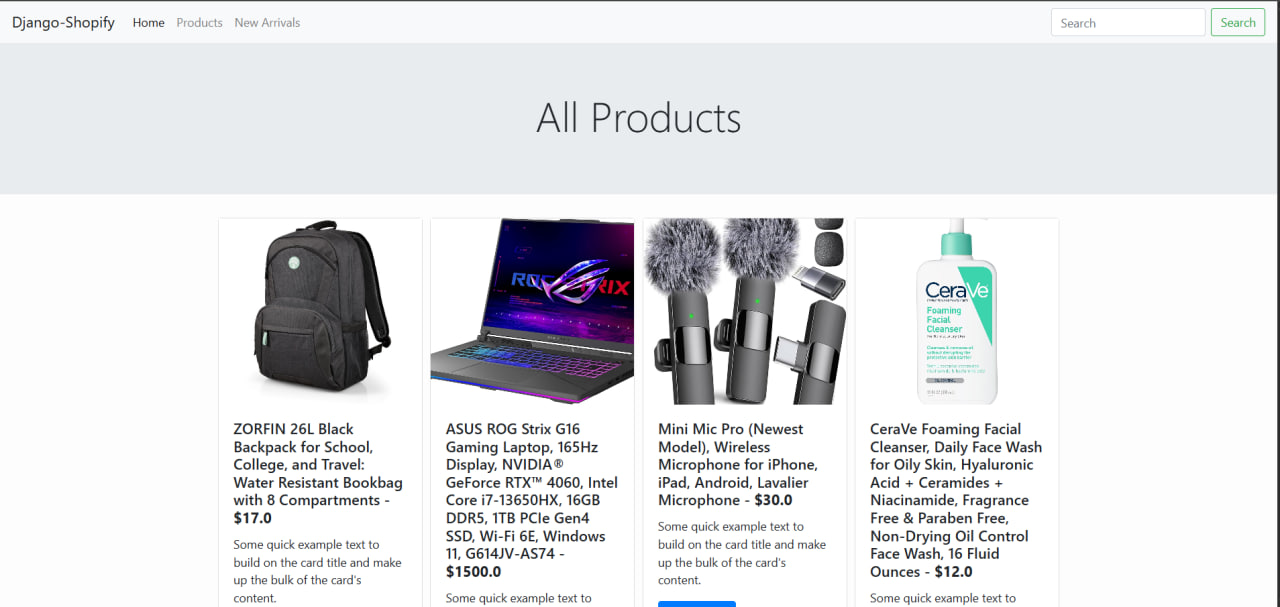 Django-Shopify Home Products New Arrivals Search Search
All Products
ROG STRIX
CeraVe
Foaming
Facial
Cleanser
ZORFIN 26L Black
Backpack for School,
College, and Travel:
Water Resistant Bookbag
with 8 Compartments -
$17.0
Some quick example text to
build on the card title and make
up the bulk of the card's
content.
ASUS ROG Strix G16
Gaming Laptop, 165Hz
Display, NVIDIA®
GeForce RTX™ 4060, Intel
Core i7-13650HX, 16GB
DDR5, 1TB PCIe Gen4
SSD, Wi-Fi 6E, Windows
11, G614JV-AS74 -
$1500.0
Some quick example text to
Mini Mic Pro (Newest
Model), Wireless
Microphone for iPhone,
iPad, Android, Lavalier
Microphone - $30.0
Some quick example text to
build on the card title and make
up the bulk of the card's
content.
CeraVe Foaming Facial
Cleanser, Daily Face Wash
for Oily Skin, Hyaluronic
Acid + Ceramides +
Niacinamide, Fragrance
Free & Paraben Free,
Non-Drying Oil Control
Face Wash, 16 Fluid
Ounces - $12.0
Some quick example text to